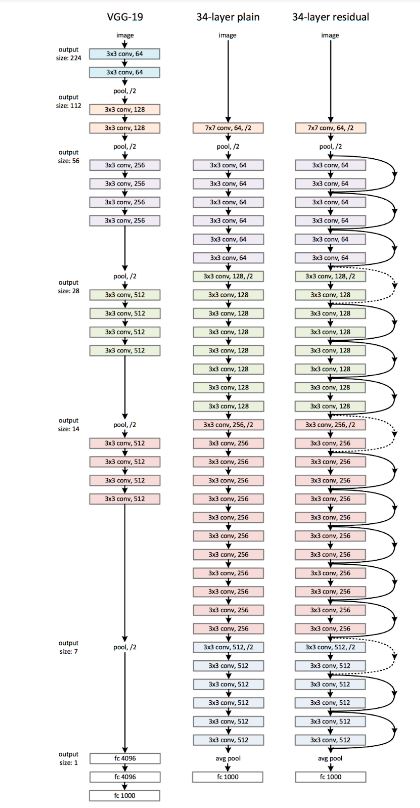 output
size: 224
output
size: 112
output
size: 56
output
size: 28
output
size: 14
output
size: 7
output
size: 1
VGG-19
image
3x3 conv, 64
3x3 conv, 64
pool, /2
3x3 conv, 128
3x3 conv, 128
pool, /2
3x3 conv, 256
3x3 conv, 256
3x3 conv, 256
3x3 conv, 256
pool, /2
3x3 conv, 512
3x3 conv, 512
3x3 conv, 512
3x3 conv, 512
pool, /2
3x3 conv, 512
3x3 conv, 512
3x3 conv, 512
3x3 conv, 512
pool, /2
fc 4096
fc 4096
fc 1000
34-layer plain
image
7x7 conv, 64, /2
pool, /2
3x3 conv, 64
3x3 conv, 64
3x3 conv, 64
3x3 conv, 64
3x3 conv, 64
3x3 conv, 64
3x3 conv, 128, /2
3x3 conv, 128
3x3 conv, 128
3x3 conv, 128
3x3 conv, 128
3x3 conv, 128
3x3 conv, 128
3x3 conv, 128
3x3 conv, 256, /2
3x3 conv, 256
3x3 conv, 256
3x3 conv, 256
3x3 conv, 256
3x3 conv, 256
3x3 conv, 256
3x3 conv, 256
3x3 conv, 256
3x3 conv, 256
3x3 conv, 256
3x3 conv, 256
3x3 conv, 512, /2
3x3 conv, 512
3x3 conv, 512
3x3 conv, 512
3x3 conv, 512
3x3 conv, 512
avg pool
fc 1000
34-layer residual
image
7x7 conv, 64, /2
pool, /2
3x3 conv, 64
3x3 conv, 64
3x3 conv, 64
3x3 conv, 64
3x3 conv, 64
3x3 conv, 64
3x3 conv, 128, /2
3x3 conv, 128
3x3 conv, 128
3x3 conv, 128
3x3 conv, 128
3x3 conv, 128
3x3 conv, 128
3x3 conv, 128
3x3 conv, 256, /2
3x3 conv, 256
3x3 conv, 256
3x3 conv, 256
3x3 conv, 256
3x3 conv, 256
3x3 conv, 256
3x3 conv, 256
3x3 conv, 256
3x3 conv, 256
3x3 conv, 256
3x3 conv, 256
3x3 conv, 512, /2
3x3 conv, 512
3x3 conv, 512
3x3 conv, 512
3x3 conv, 512
3x3 conv, 512
avg pool
fc 1000